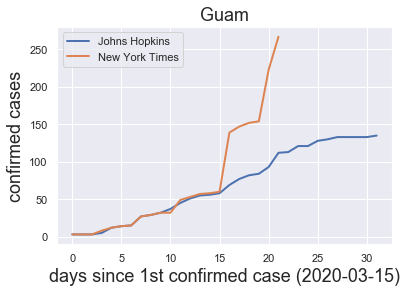 Guam
Johns Hopkins
New York Times
confirmed cases
250
200
150
100
50
0
0 5 10 15 20 25 30
days since 1st confirmed case (2020-03-15)